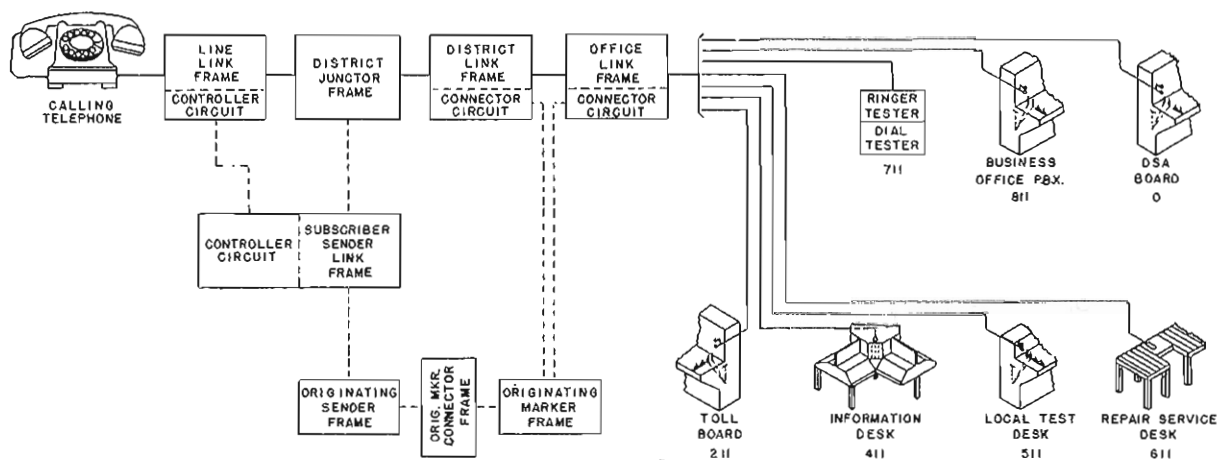 CALLING
TELEPHONE
LINE
LINK
FRAME
CONTROLLER
CIRCUIT
DISTRICT
JUNCTOR
FRAME
DISTRICT
LINK
FRAME
CONNECTOR
CIRCUIT
OFFICE
LINK
FRAME
CONNECTOR
CIRCUIT
RINGER
TESTER
DIAL
TESTER
711
BUSINESS
OFFICE PBX.
811
DSA
BOARD
0
CONTROLLER
CIRCUIT
SUBSCRIBER
SENDER
LINK
FRAME
ORIGINATING
SENDER
FRAME
ORIG. MKR.
CONNECTOR
FRAME
ORIGINATING
MARKER
FRAME
TOLL
BOARD
211
INFORMATION
DESK
411
LOCAL TEST
DESK
511
REPAIR SERVICE
DESK
611